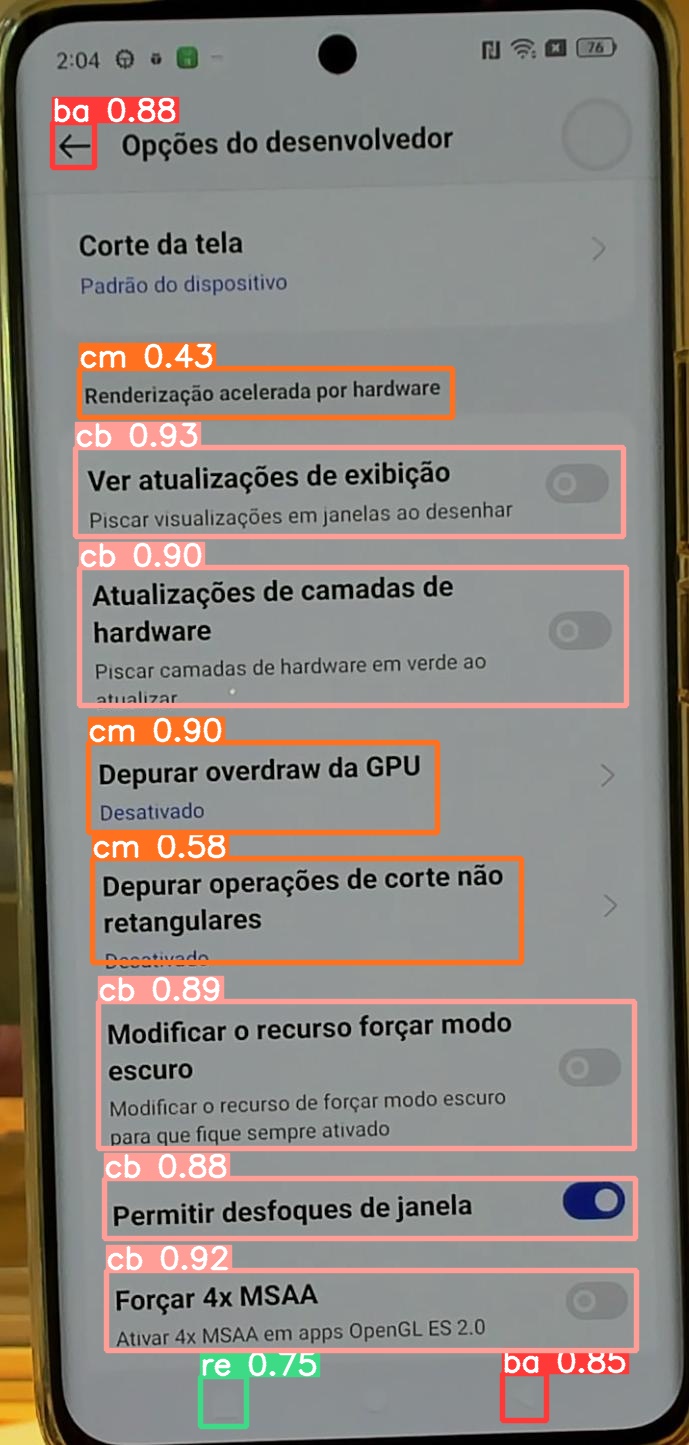 2:04
76
ba 0.88
Opções do desenvolvedor
Corte da tela
Padrão do dispositivo
cm 0.43
Renderização acelerada por hardware
cb 0.93
Ver atualizações de exibição
Piscar visualizações em janelas ao desenhar
cb 0.90
Atualizações de camadas de
hardware
Piscar camadas de hardware em verde ao
atualizar
cm 0.90
Depurar overdraw da GPU
Desativado
cm 0.58
Depurar operações de corte não
retangulares
Desativado
cb 0.89
Modificar o recurso forçar modo
escuro
Modificar o recurso de forçar modo escuro
para que fique sempre ativado
cb 0.88
Permitir desfoques de janela
cb 0.92
Forçar 4x MSAA
Ativar 4x MSAA em apps OpenGL ES 2.0
re 0.75
ba 0.85